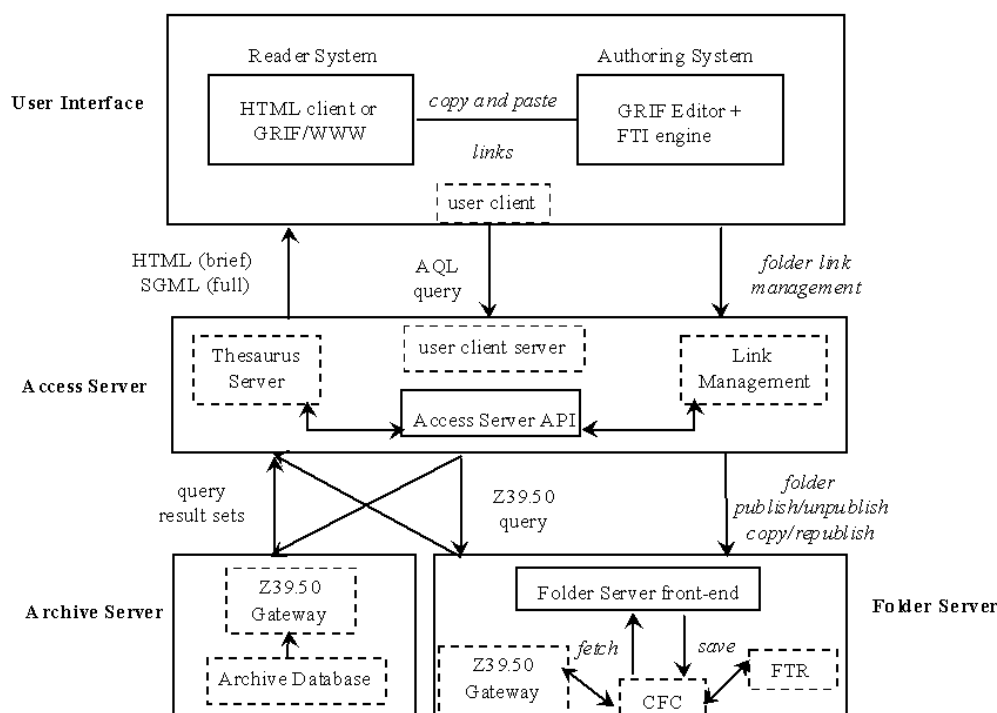 Reader System
Authoring System
User Interface
HTML client or
GRIF/WWW
copy and paste
links
GRIF Editor +
FTI engine
user client
HTML (brief)
SGML (full)
AQL
query
folder link
management
Access Server
Thesaurus
Server
user client server
Link
Management
Access Server API
query
result sets
Z39.50
query
folder
publish/unpublish
copy/republish
Archive Server
Z39.50
Gateway
Archive Database
Folder Server front-end
Folder Server
fetch
save
Z39.50
Gateway
CFC
FTR